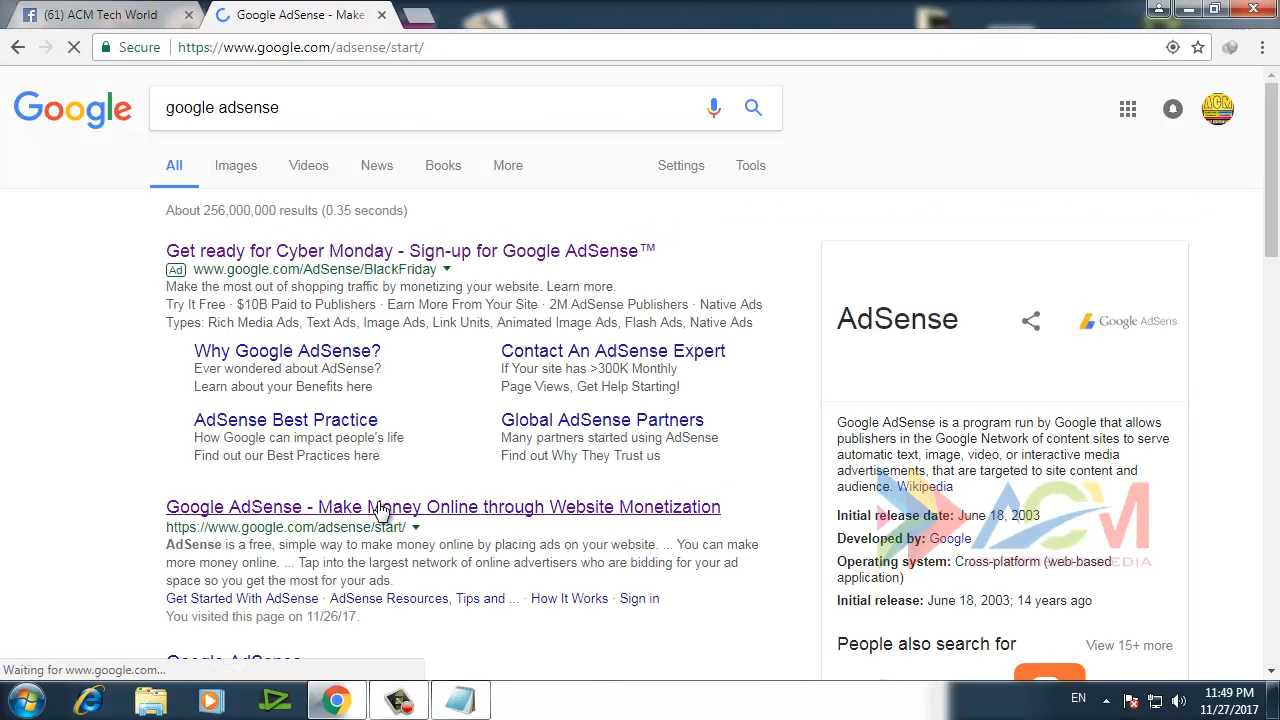 (61) ACM Tech World
Google AdSense - Make
Secure
https://www.google.com/adsense/start/
Google
google adsense
ACM
All
Images
Videos
News
Books
More
Settings
Tools
About 256,000,000 results (0.35 seconds)
Get ready for Cyber Monday - Sign-up for Google AdSense™
Ad www.google.com/AdSense/BlackFriday
Make the most out of shopping traffic by monetizing your website. Learn more.
Try It Free · $10B Paid to Publishers · Earn More From Your Site · 2M AdSense Publishers · Native Ads
Types: Rich Media Ads, Text Ads, Image Ads, Link Units, Animated Image Ads, Flash Ads, Native Ads
Why Google AdSense?
Ever wondered about AdSense?
Learn about your Benefits here
Contact An AdSense Expert
If Your site has >300K Monthly
Page Views, Get Help Starting!
AdSense Best Practice
How Google can impact people's life
Find out our Best Practices here
Global AdSense Partners
Many partners started using AdSense
Find out Why They Trust us
Google AdSense - Make Money Online through Website Monetization
https://www.google.com/adsense/start/
AdSense is a free, simple way to make money online by placing ads on your website. ... You can make
more money online. ... Tap into the largest network of online advertisers who are bidding for your ad
space so you get the most for your ads.
Get Started With AdSense · AdSense Resources, Tips and ... · How It Works · Sign in
You visited this page on 11/26/17.
Google AdSense
AdSense
Google AdSens
Google AdSense is a program run by Google that allows
publishers in the Google Network of content sites to serve
automatic text, image, video, or interactive media
advertisements, that are targeted to site content and
audience. Wikipedia
Initial release date: June 18, 2003
Developed by: Google
Operating system: Cross-platform (web-based
application)
Initial release: June 18, 2003; 14 years ago
People also search for
View 15+ more
ACM
Waiting for www.google.com...
EN
11:49 PM
11/27/2017